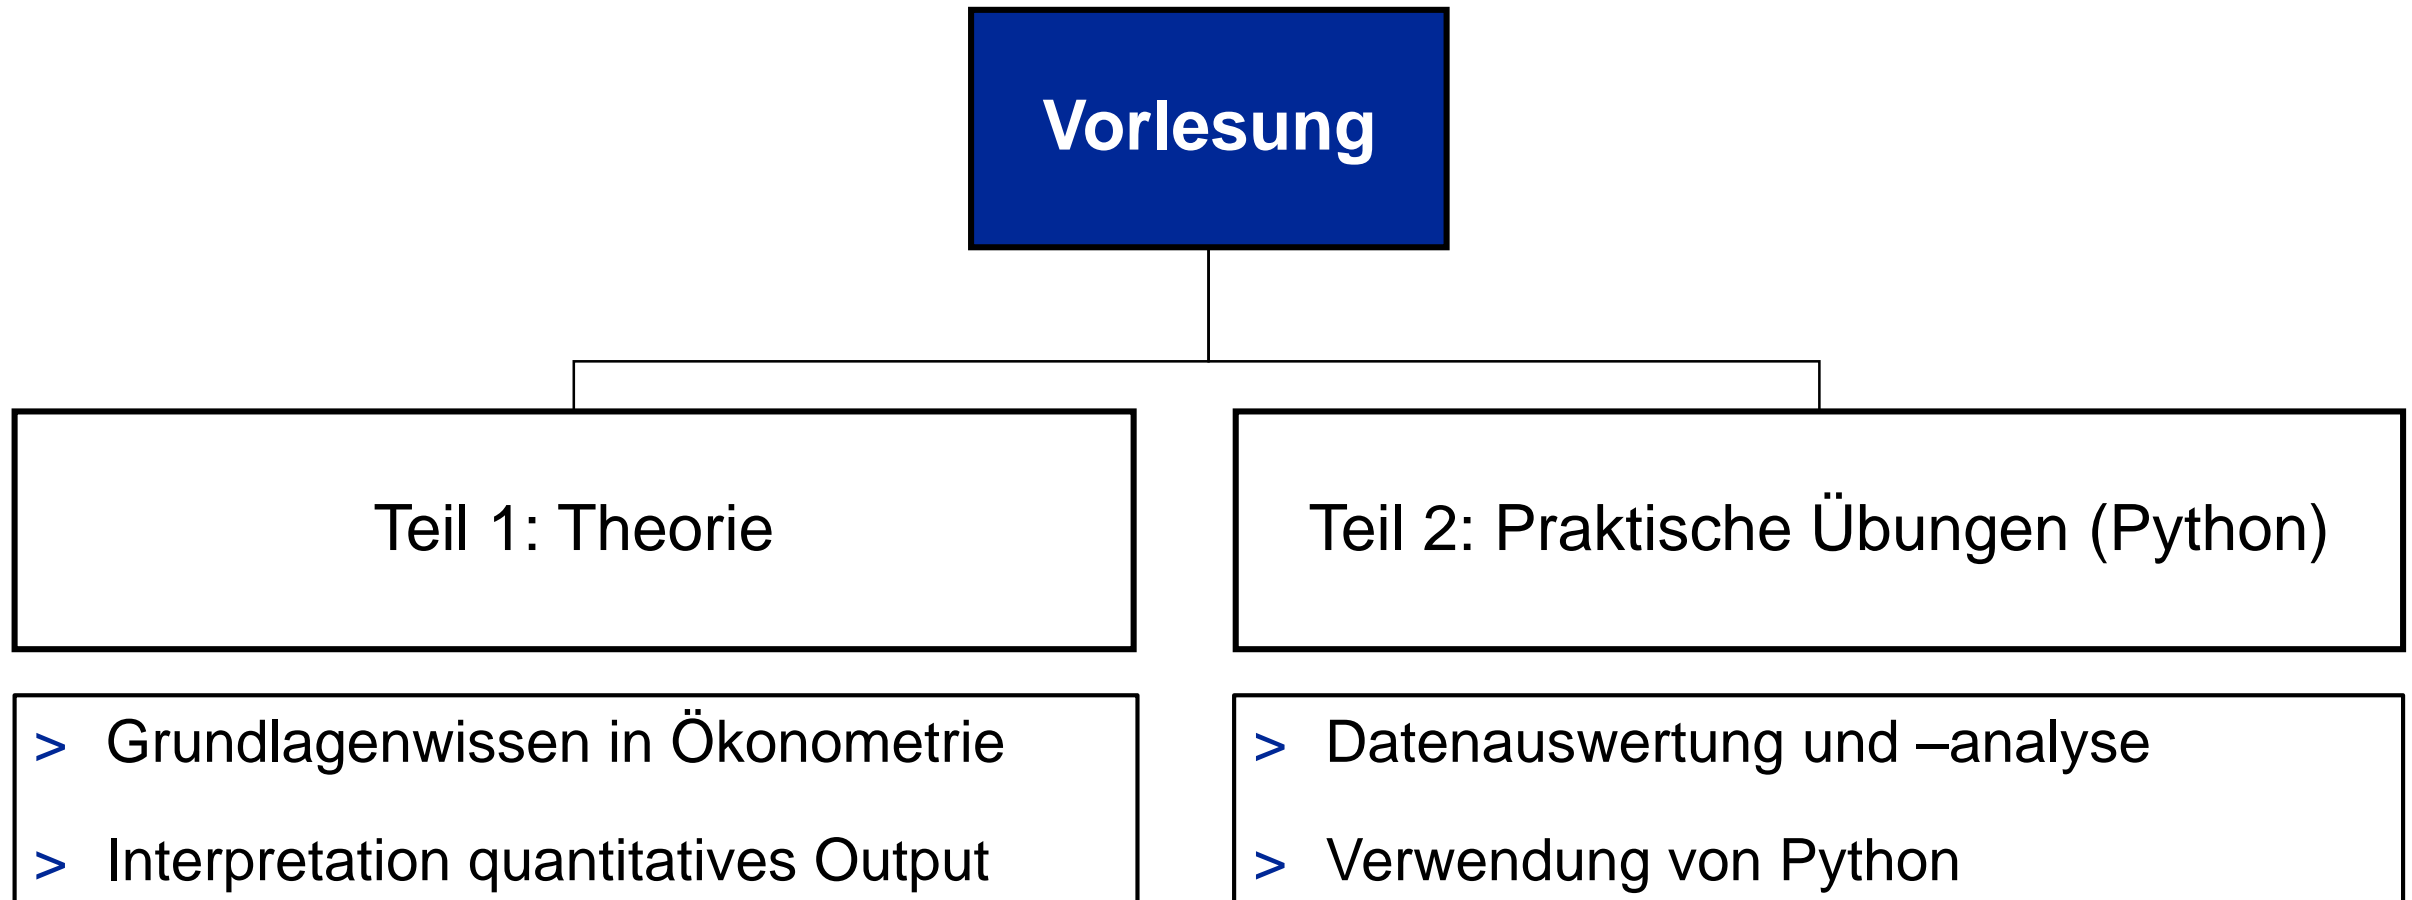 Vorlesung
Teil 1: Theorie
Teil 2: Praktische Übungen (Python)
> Grundlagenwissen in Ökonometrie
> Interpretation quantitatives Output
> Datenauswertung und –analyse
> Verwendung von Python